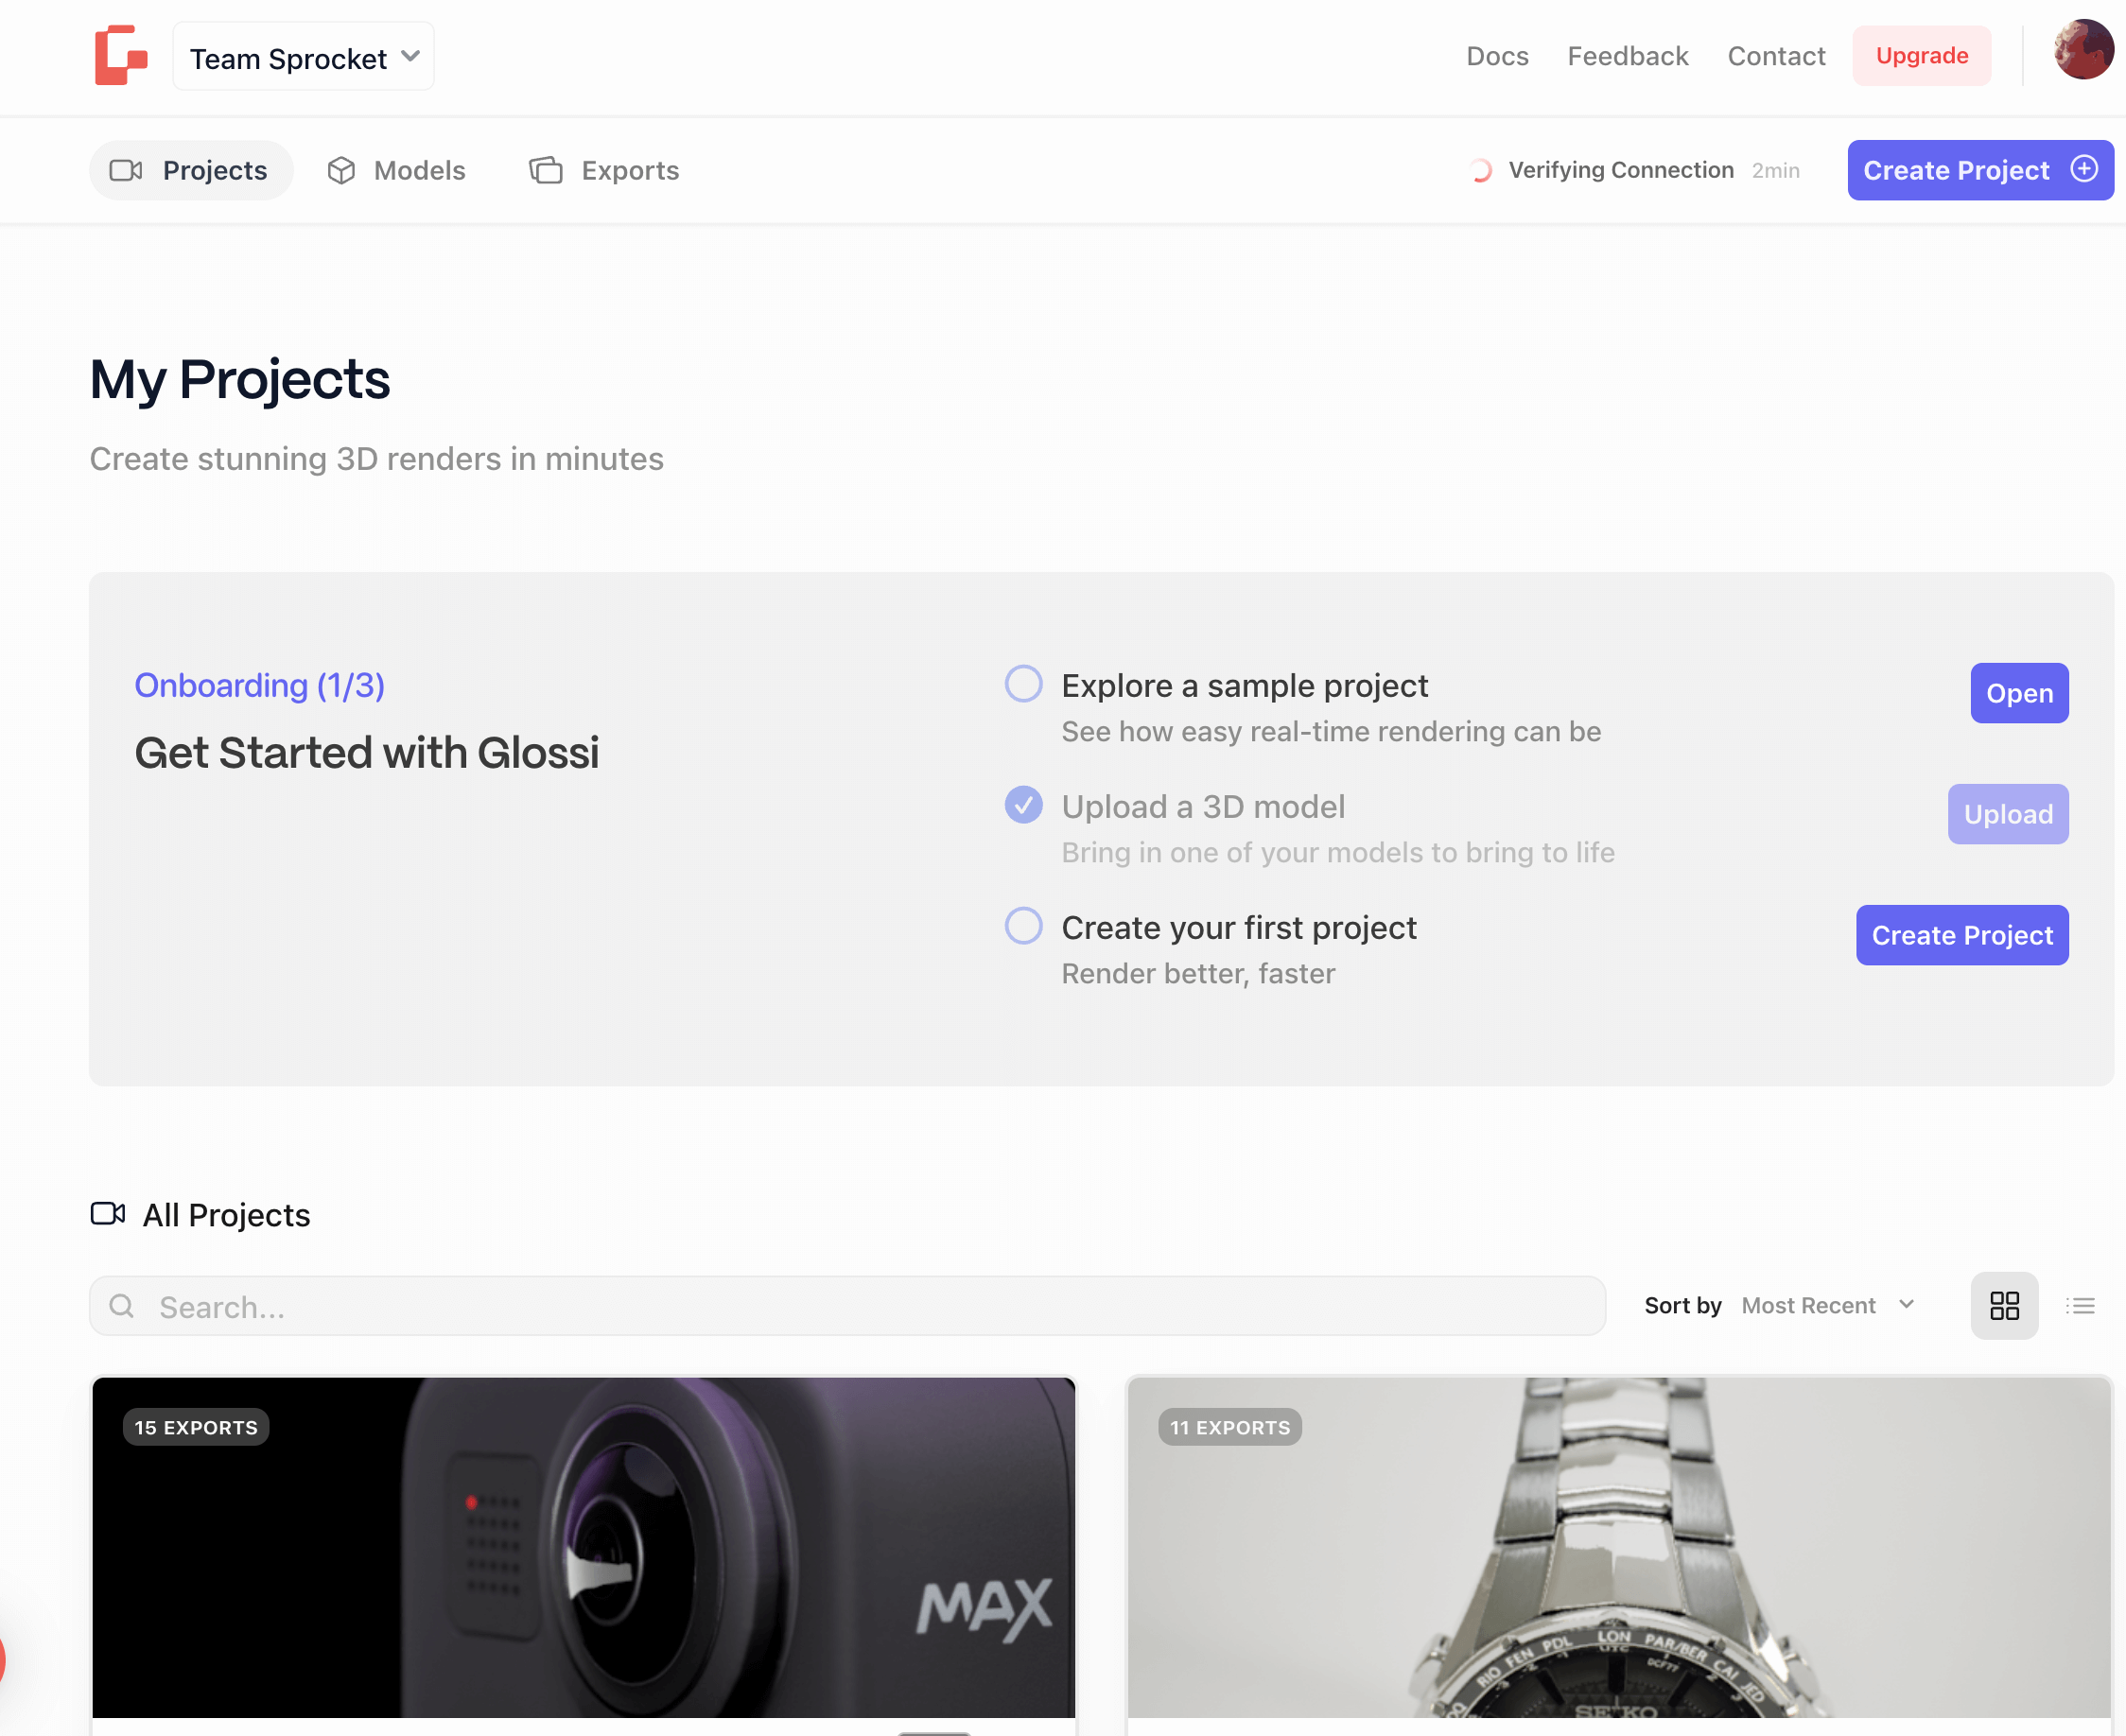 Team Sprocket
Docs
Feedback
Contact
Upgrade
Projects
Models
Exports
Verifying Connection 2min
Create Project
My Projects
Create stunning 3D renders in minutes
Onboarding (1/3)
Get Started with Glossi
Explore a sample project
See how easy real-time rendering can be
Open
Upload a 3D model
Bring in one of your models to bring to life
Upload
Create your first project
Render better, faster
Create Project
All Projects
Search...
Sort by Most Recent
15 EXPORTS
MAX
11 EXPORTS
RIO FEN PDL LON PAR/BER CAI JED
UTC
DCF77
SEIKO